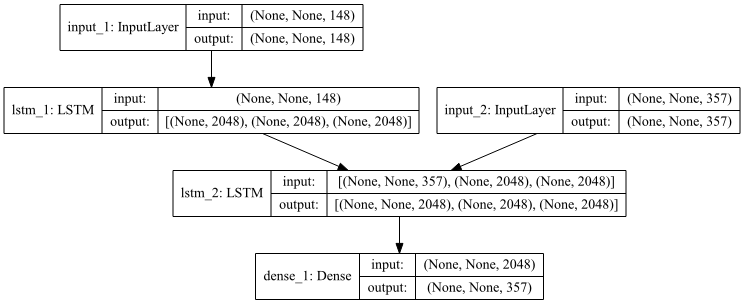 input_1: InputLayer
input: (None, None, 148)
output: (None, None, 148)
lstm_1: LSTM
input: (None, None, 148)
output: [(None, 2048), (None, 2048), (None, 2048)]
input_2: InputLayer
input: (None, None, 357)
output: (None, None, 357)
lstm_2: LSTM
input: [(None, None, 357), (None, 2048), (None, 2048)]
output: [(None, None, 2048), (None, 2048), (None, 2048)]
dense_1: Dense
input: (None, None, 2048)
output: (None, None, 357)